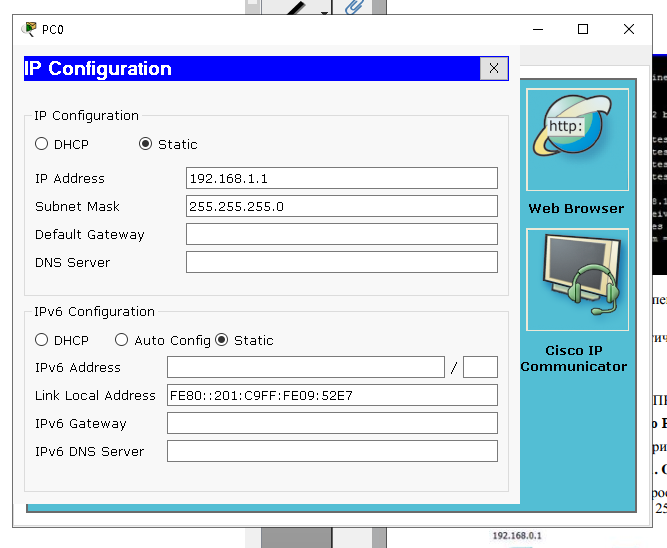 PC0
IP Configuration
X
IP Configuration
DHCP
Static
IP Address
192.168.1.1
Subnet Mask
255.255.255.0
Default Gateway
DNS Server
IPv6 Configuration
DHCP
Auto Config
Static
IPv6 Address
/
Link Local Address
FE80::201:C9FF:FE09:52E7
IPv6 Gateway
IPv6 DNS Server
http:
Web Browser
Cisco IP
Communicator
192.168.0.1